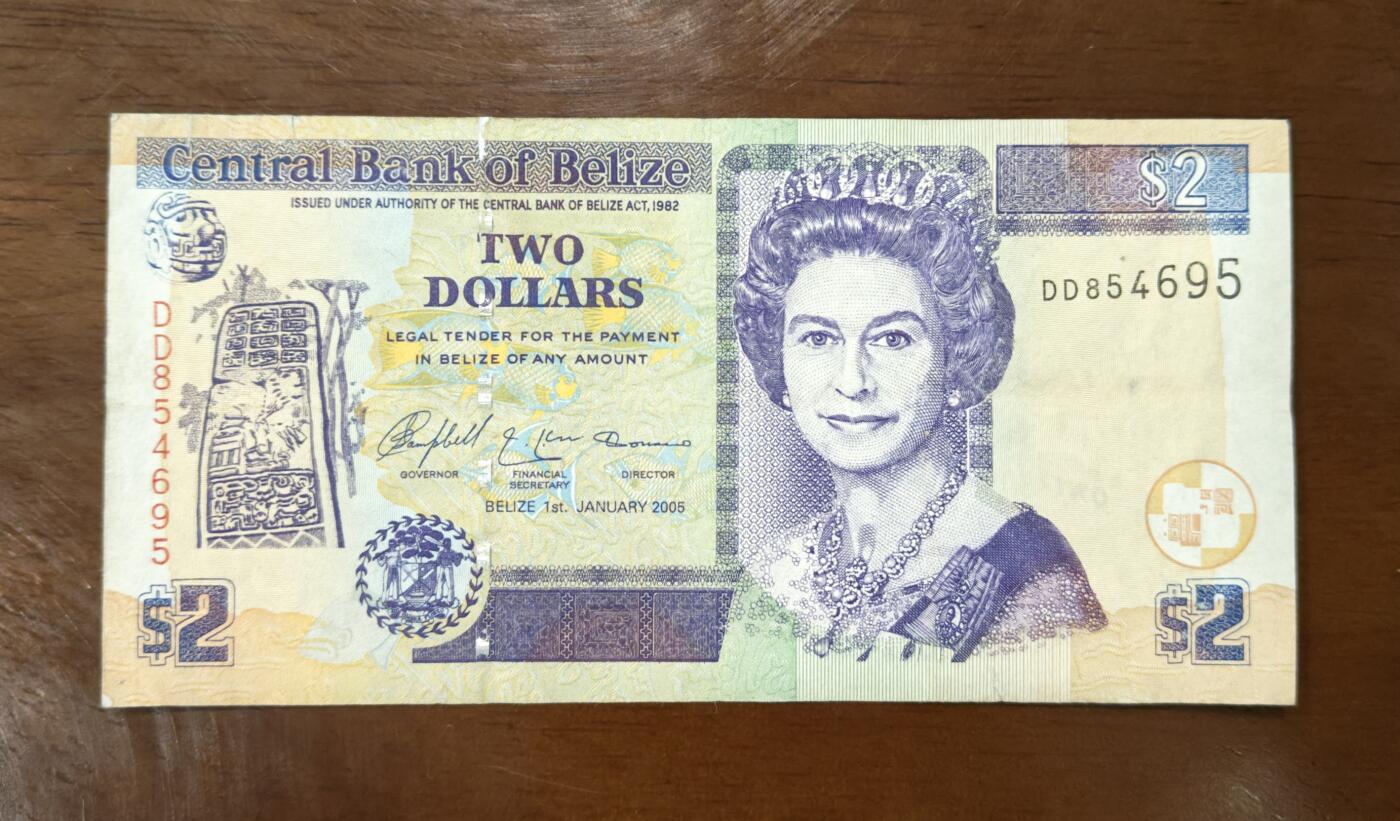 Central Bank of Belize
$2
ISSUED UNDER AUTHORITY OF THE CENTRAL BANK OF BELIZE ACT, 1982
TWO
DOLLARS
DD854695
LEGAL TENDER FOR THE PAYMENT
IN BELIZE OF ANY AMOUNT
DD854695
Campbell
GOVERNOR
FINANCIAL
SECRETARY
DIRECTOR
BELIZE 1st. JANUARY 2005
$2
$2